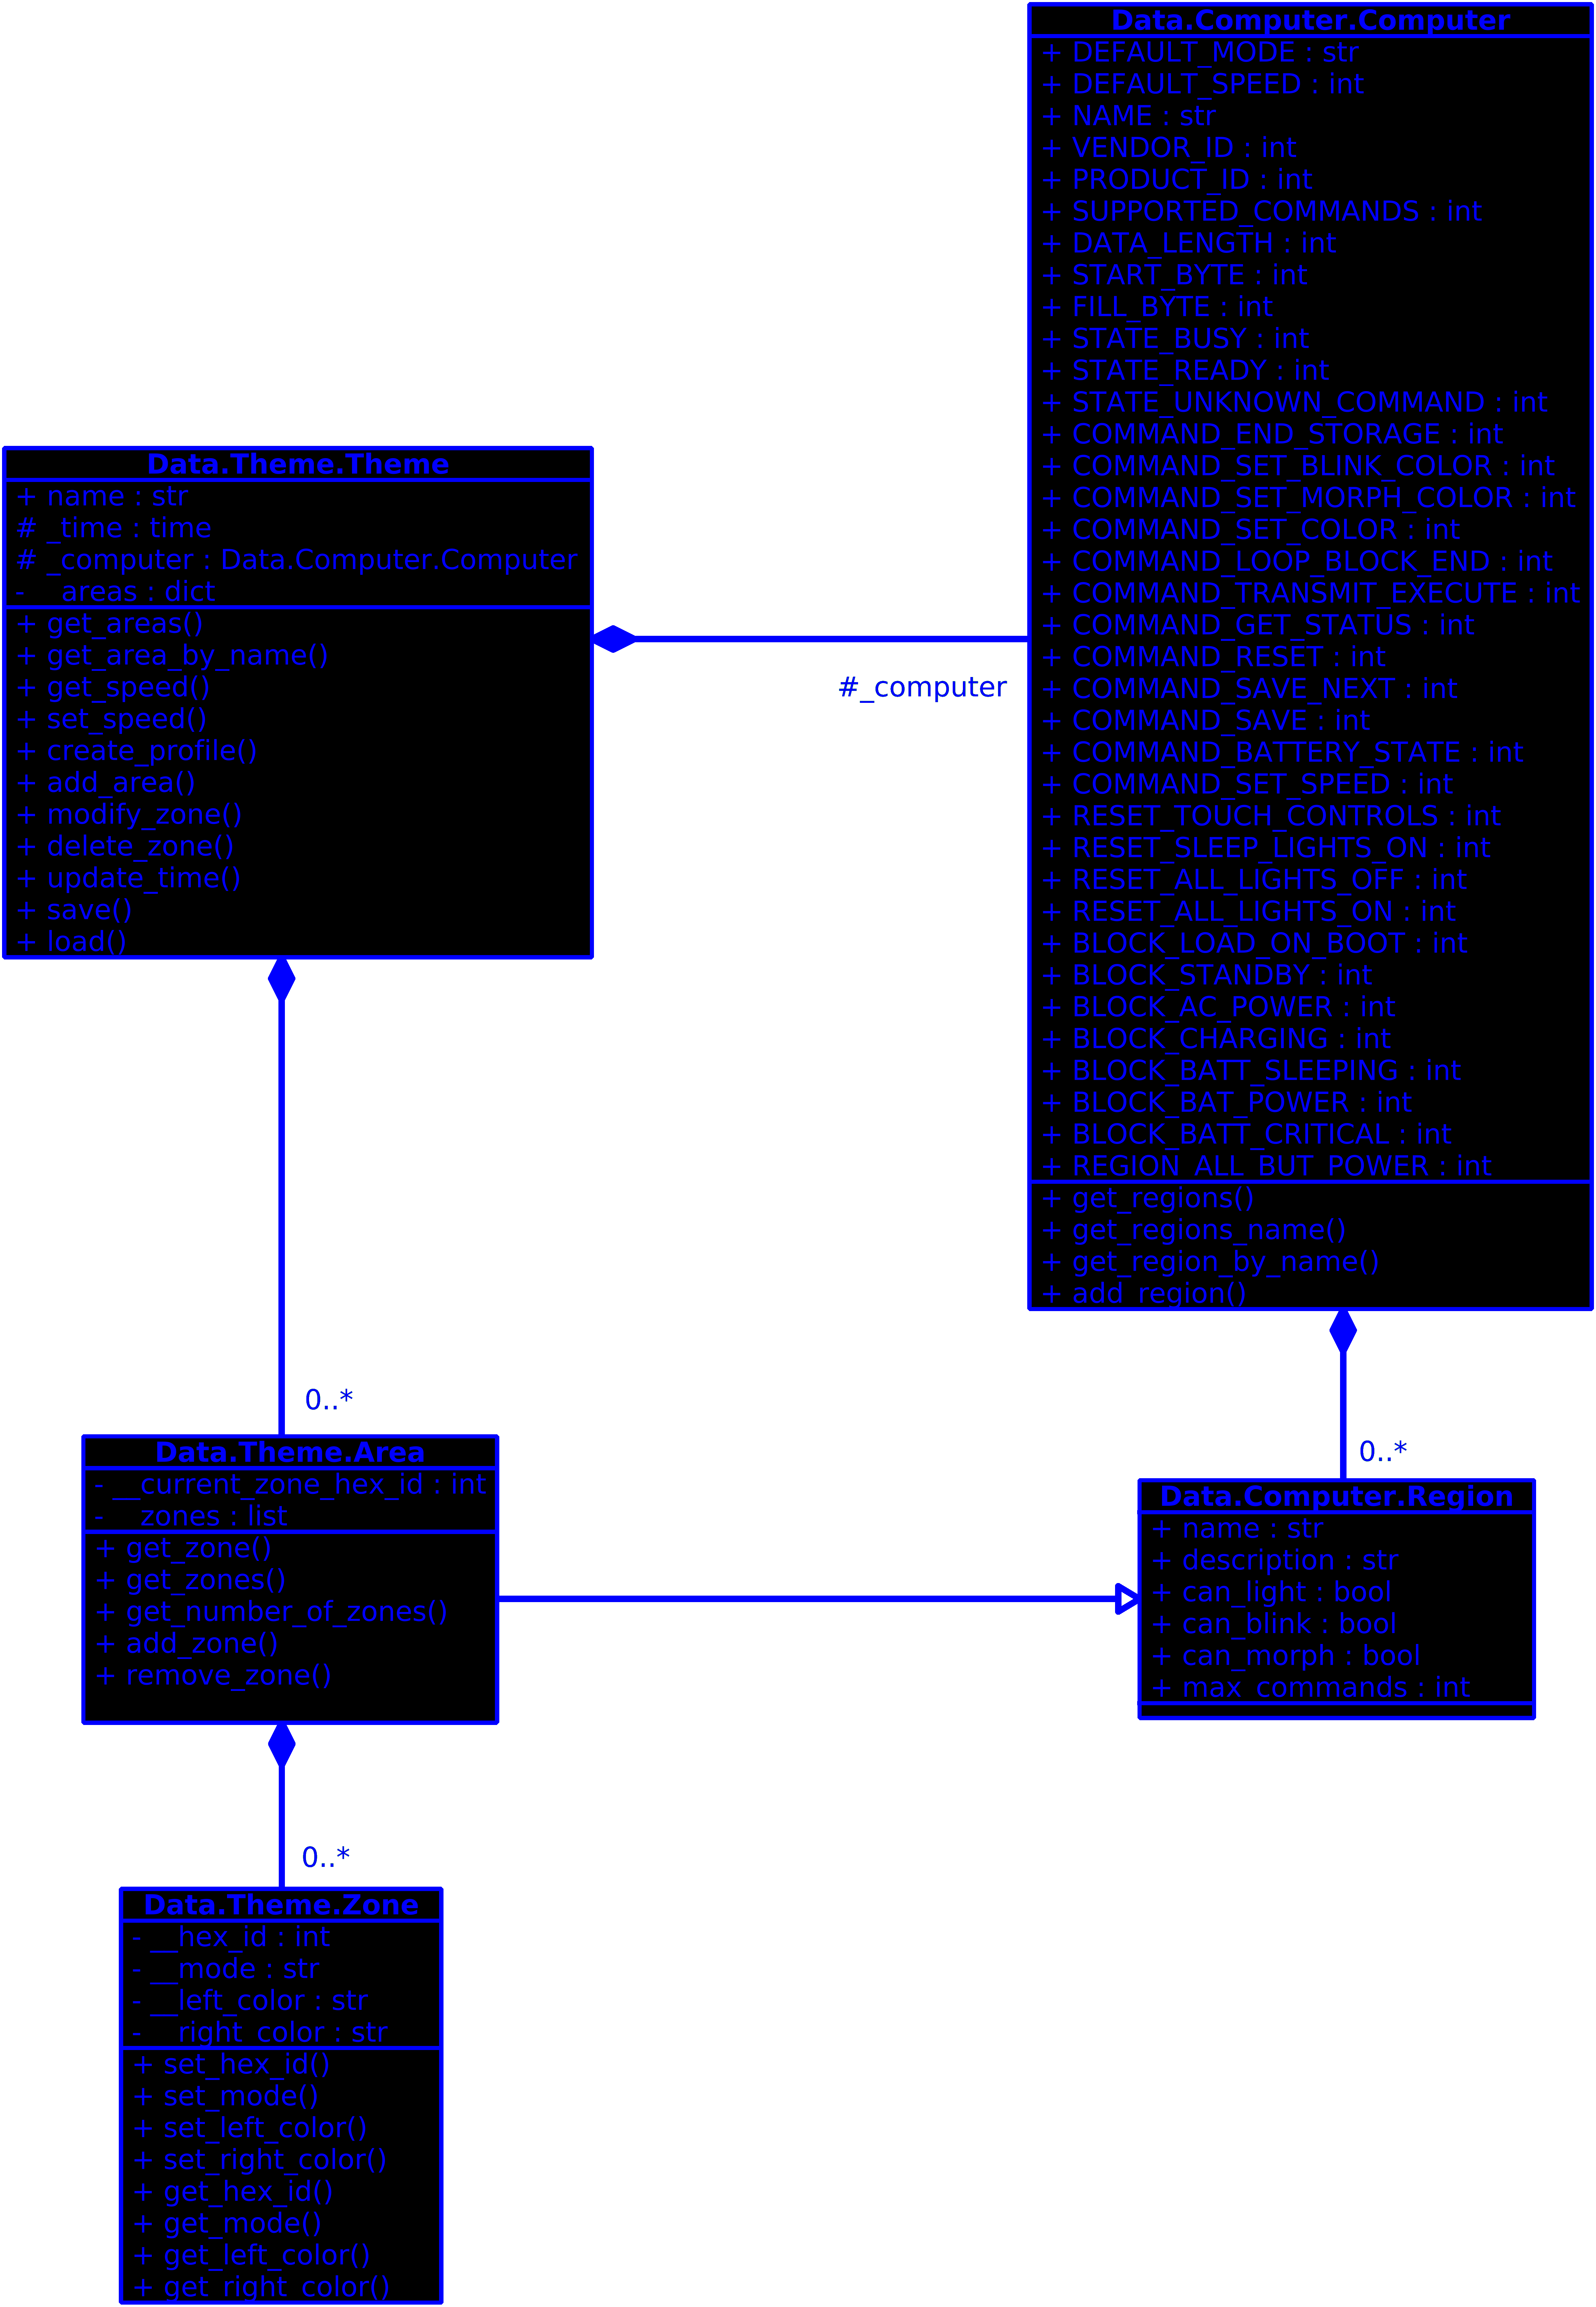 Data.Computer.Computer
+ DEFAULT_MODE : str
+ DEFAULT_SPEED : int
+ NAME : str
+ VENDOR_ID : int
+ PRODUCT_ID : int
+ SUPPORTED_COMMANDS : int
+ DATA_LENGTH : int
+ START_BYTE : int
+ FILL_BYTE : int
+ STATE_BUSY : int
+ STATE_READY : int
+ STATE_UNKNOWN_COMMAND : int
+ COMMAND_END_STORAGE : int
+ COMMAND_SET_BLINK_COLOR : int
+ COMMAND_SET_MORPH_COLOR : int
+ COMMAND_SET_COLOR : int
+ COMMAND_LOOP_BLOCK_END : int
+ COMMAND_TRANSMIT_EXECUTE : int
+ COMMAND_GET_STATUS : int
+ COMMAND_RESET : int
+ COMMAND_SAVE_NEXT : int
+ COMMAND_SAVE : int
+ COMMAND_BATTERY_STATE : int
+ COMMAND_SET_SPEED : int
+ RESET_TOUCH_CONTROLS : int
+ RESET_SLEEP_LIGHTS_ON : int
+ RESET_ALL_LIGHTS_OFF : int
+ RESET_ALL_LIGHTS_ON : int
+ BLOCK_LOAD_ON_BOOT : int
+ BLOCK_STANDBY : int
+ BLOCK_AC_POWER : int
+ BLOCK_CHARGING : int
+ BLOCK_BATT_SLEEPING : int
+ BLOCK_BAT_POWER : int
+ BLOCK_BATT_CRITICAL : int
+ REGION_ALL_BUT_POWER : int
+ get_regions()
+ get_regions_name()
+ get_region_by_name()
+ add_region()
Data.Theme.Theme
+ name : str
# _time : time
# _computer : Data.Computer.Computer
- __areas : dict
+ get_areas()
+ get_area_by_name()
+ get_speed()
+ set_speed()
+ create_profile()
+ add_area()
+ modify_zone()
+ delete_zone()
+ update_time()
+ save()
+ load()
#_computer
0..*
0..*
Data.Theme.Area
- __current_zone_hex_id : int
- __zones : list
+ get_zone()
+ get_zones()
+ get_number_of_zones()
+ add_zone()
+ remove_zone()
Data.Computer.Region
+ name : str
+ description : str
+ can_light : bool
+ can_blink : bool
+ can_morph : bool
+ max_commands : int
0..*
Data.Theme.Zone
- __hex_id : int
- __mode : str
- __left_color : str
- __right_color : str
+ set_hex_id()
+ set_mode()
+ set_left_color()
+ set_right_color()
+ get_hex_id()
+ get_mode()
+ get_left_color()
+ get_right_color()